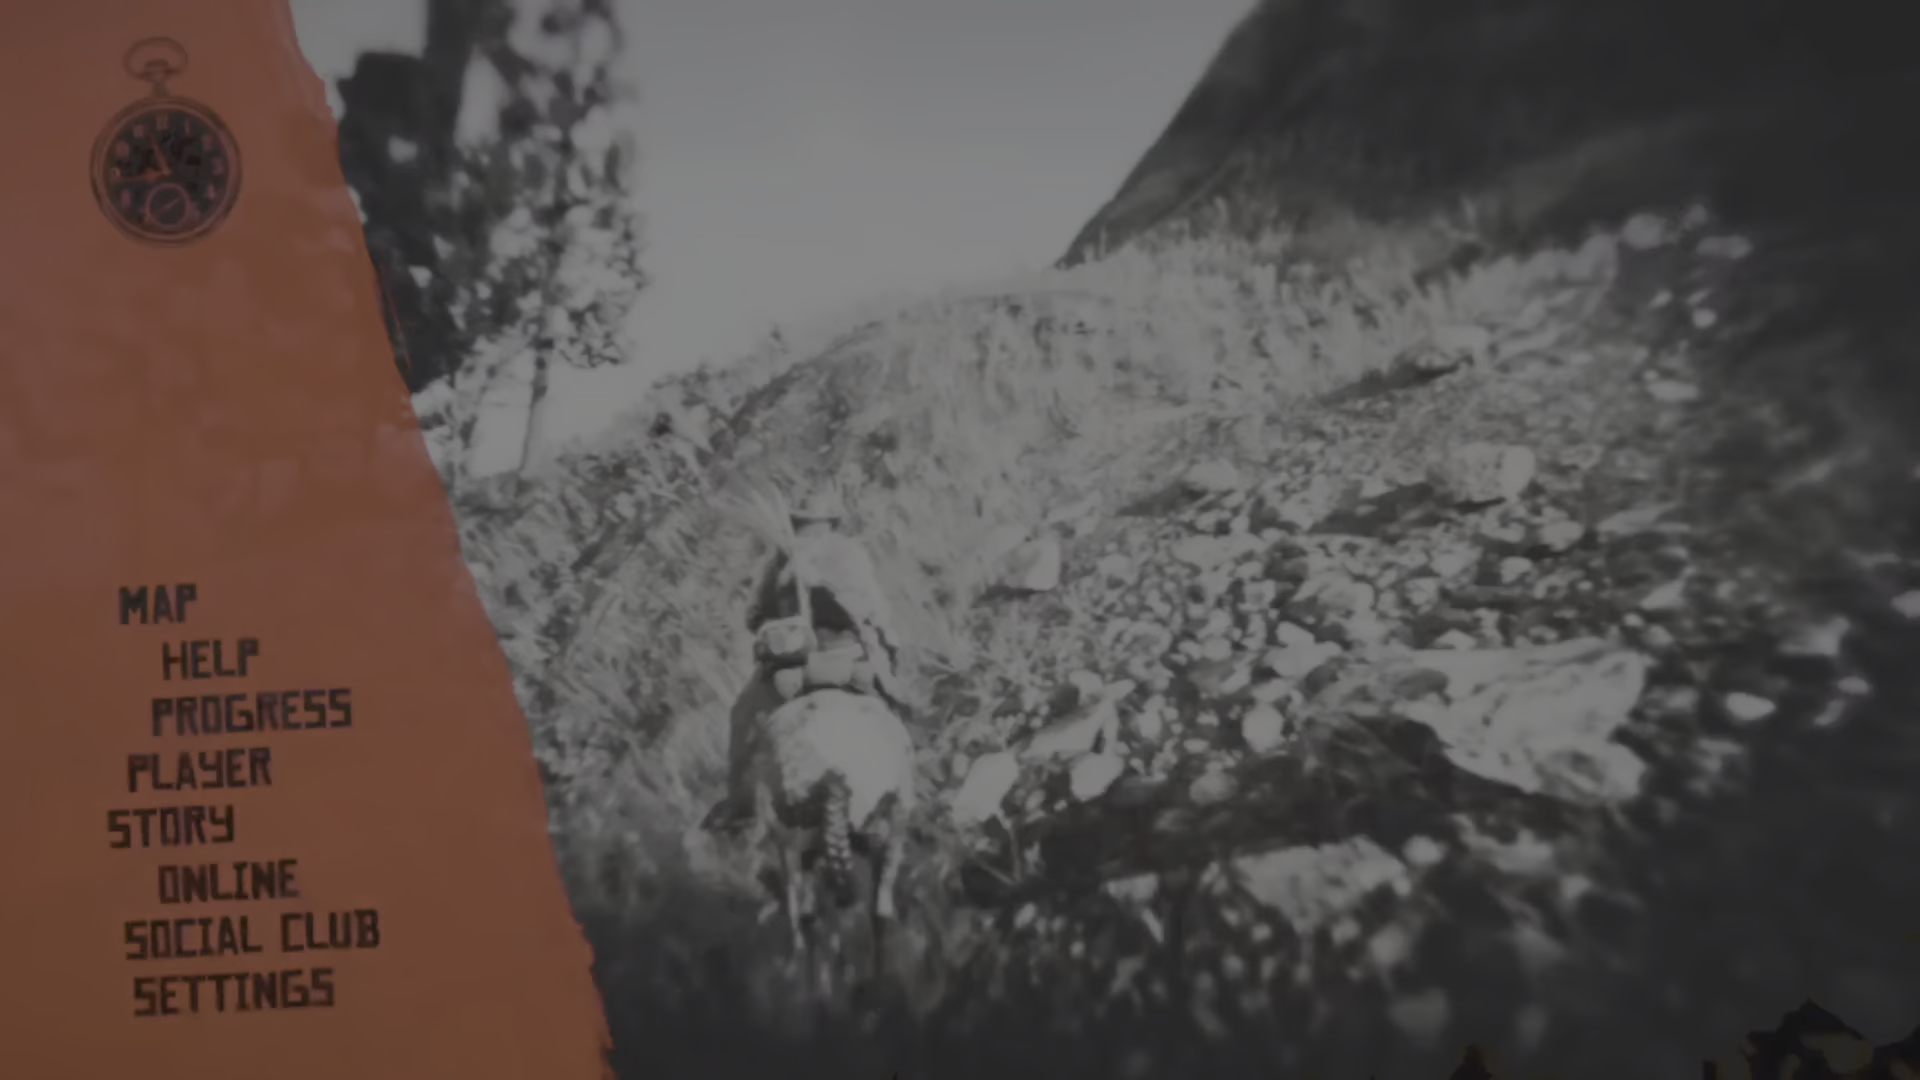 MAP
HELP
PROGRESS
PLAYER
STORY
ONLINE
SOCIAL CLUB
SETTINGS